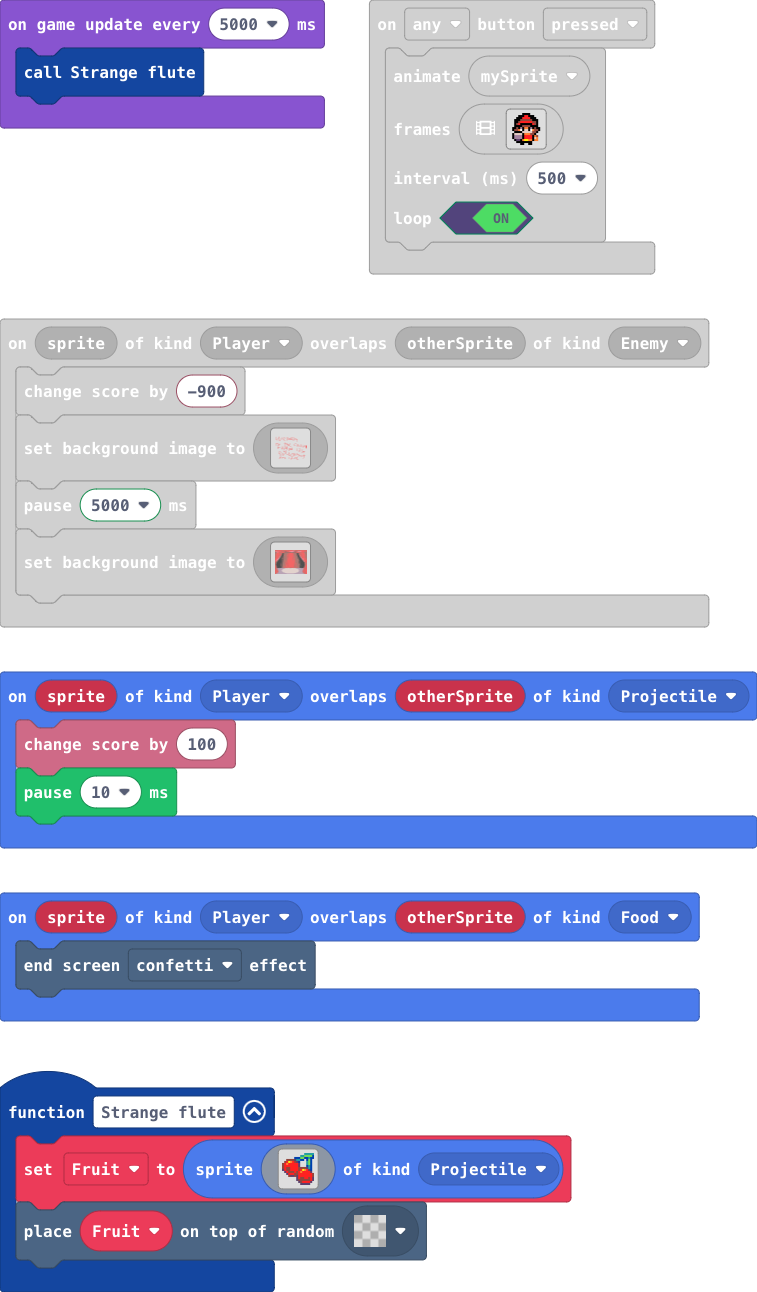 on game update every 5000 ms
call Strange flute
on any button pressed
animate mySprite
frames
interval (ms) 500
loop ON
on sprite of kind Player overlaps otherSprite of kind Enemy
change score by -900
set background image to
pause 5000 ms
set background image to
on sprite of kind Player overlaps otherSprite of kind Projectile
change score by 100
pause 10 ms
on sprite of kind Player overlaps otherSprite of kind Food
end screen confetti effect
function Strange flute
set Fruit to sprite of kind Projectile
place Fruit on top of random